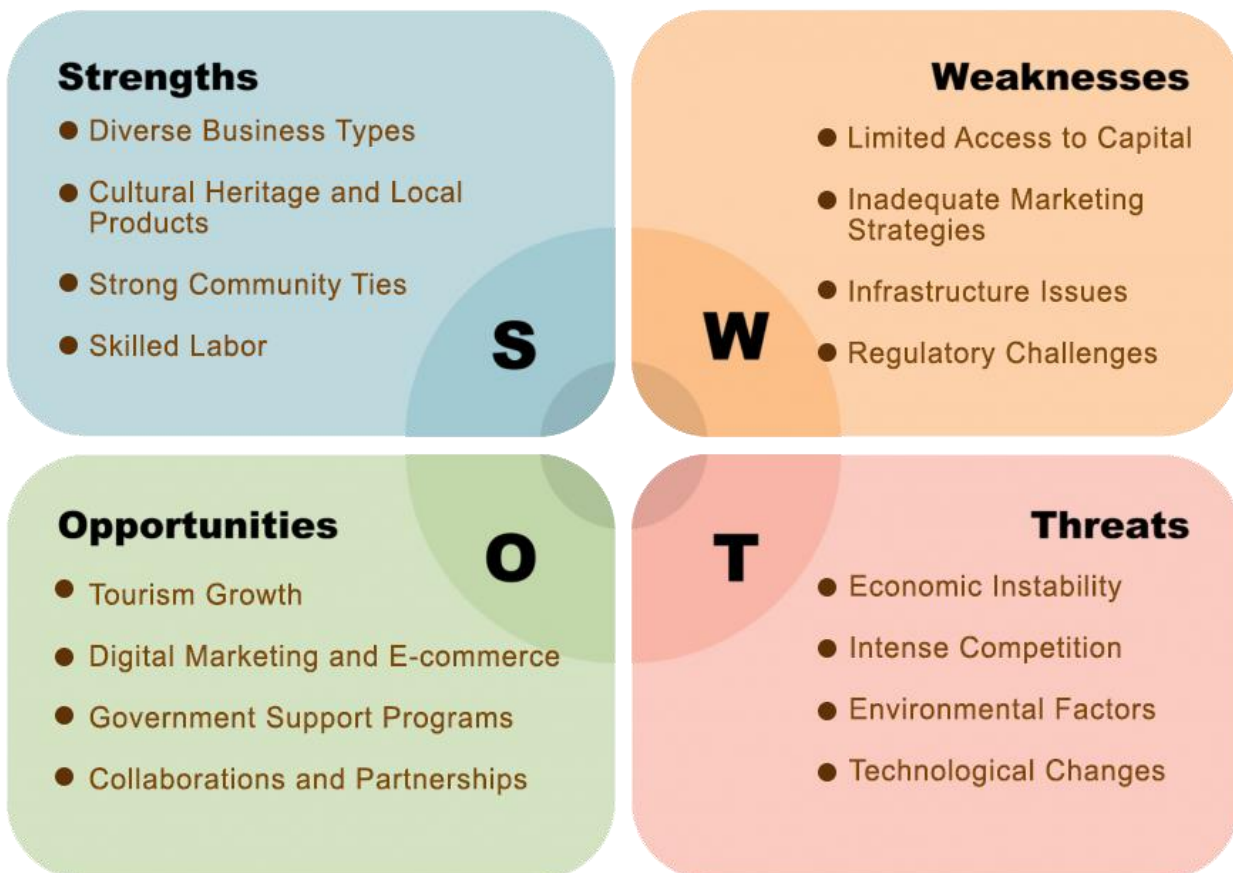 Strengths
● Diverse Business Types
● Cultural Heritage and Local
Products
● Strong Community Ties
● Skilled Labor
S
Weaknesses
● Limited Access to Capital
● Inadequate Marketing
Strategies
● Infrastructure Issues
● Regulatory Challenges
W
Opportunities
● Tourism Growth
● Digital Marketing and E-commerce
● Government Support Programs
● Collaborations and Partnerships
O
Threats
● Economic Instability
● Intense Competition
● Environmental Factors
● Technological Changes
T